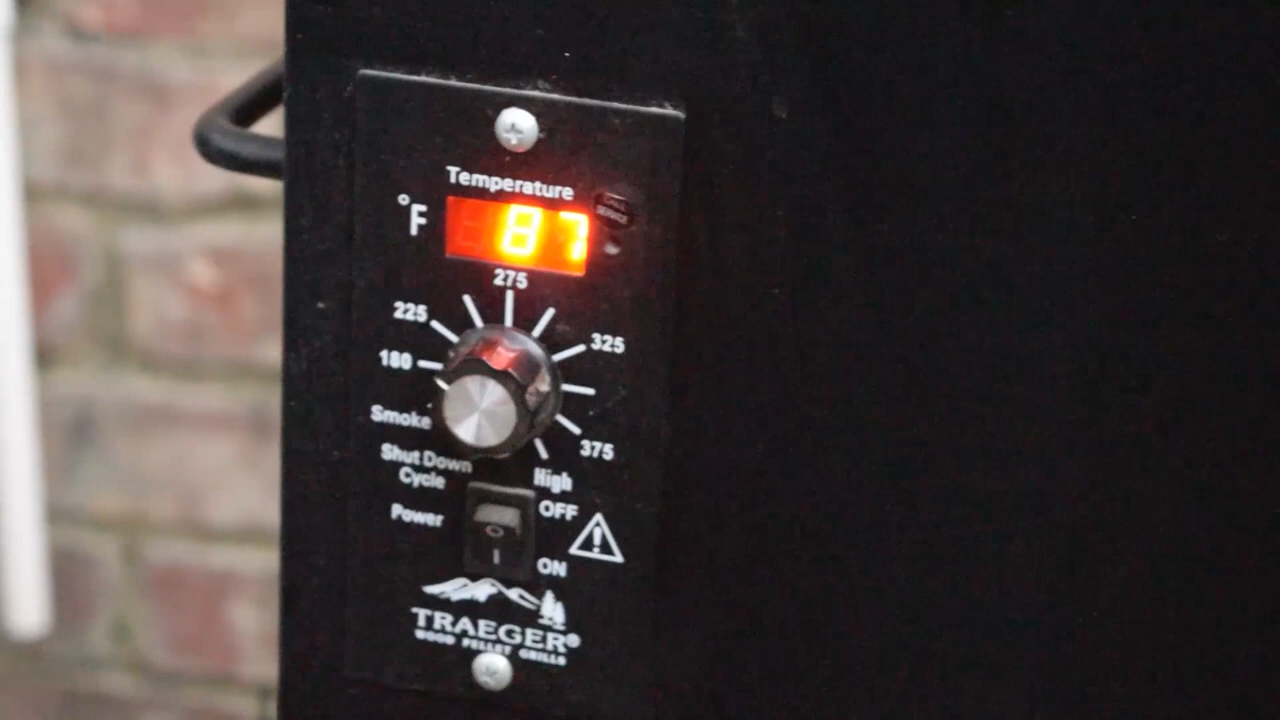 Temperature
°F
87
275
225
325
180
Smoke
375
Shut Down
Cycle
High
Power
OFF
ON
TRAEGER®
WOOD PELLET GRILLS